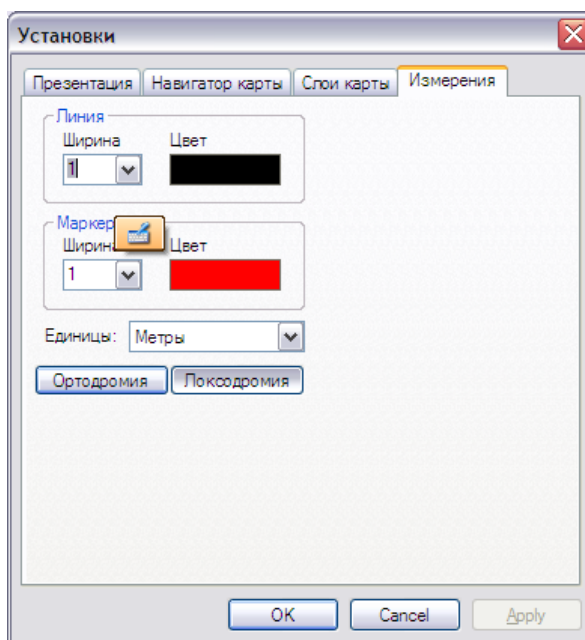 Установки
Презентация Навигатор карты Слои карты Измерения
Линия
Ширина Цвет
1
Маркер
Ширина Цвет
1
Единицы: Метры
Ортодромия Локсодромия
OK Cancel Apply